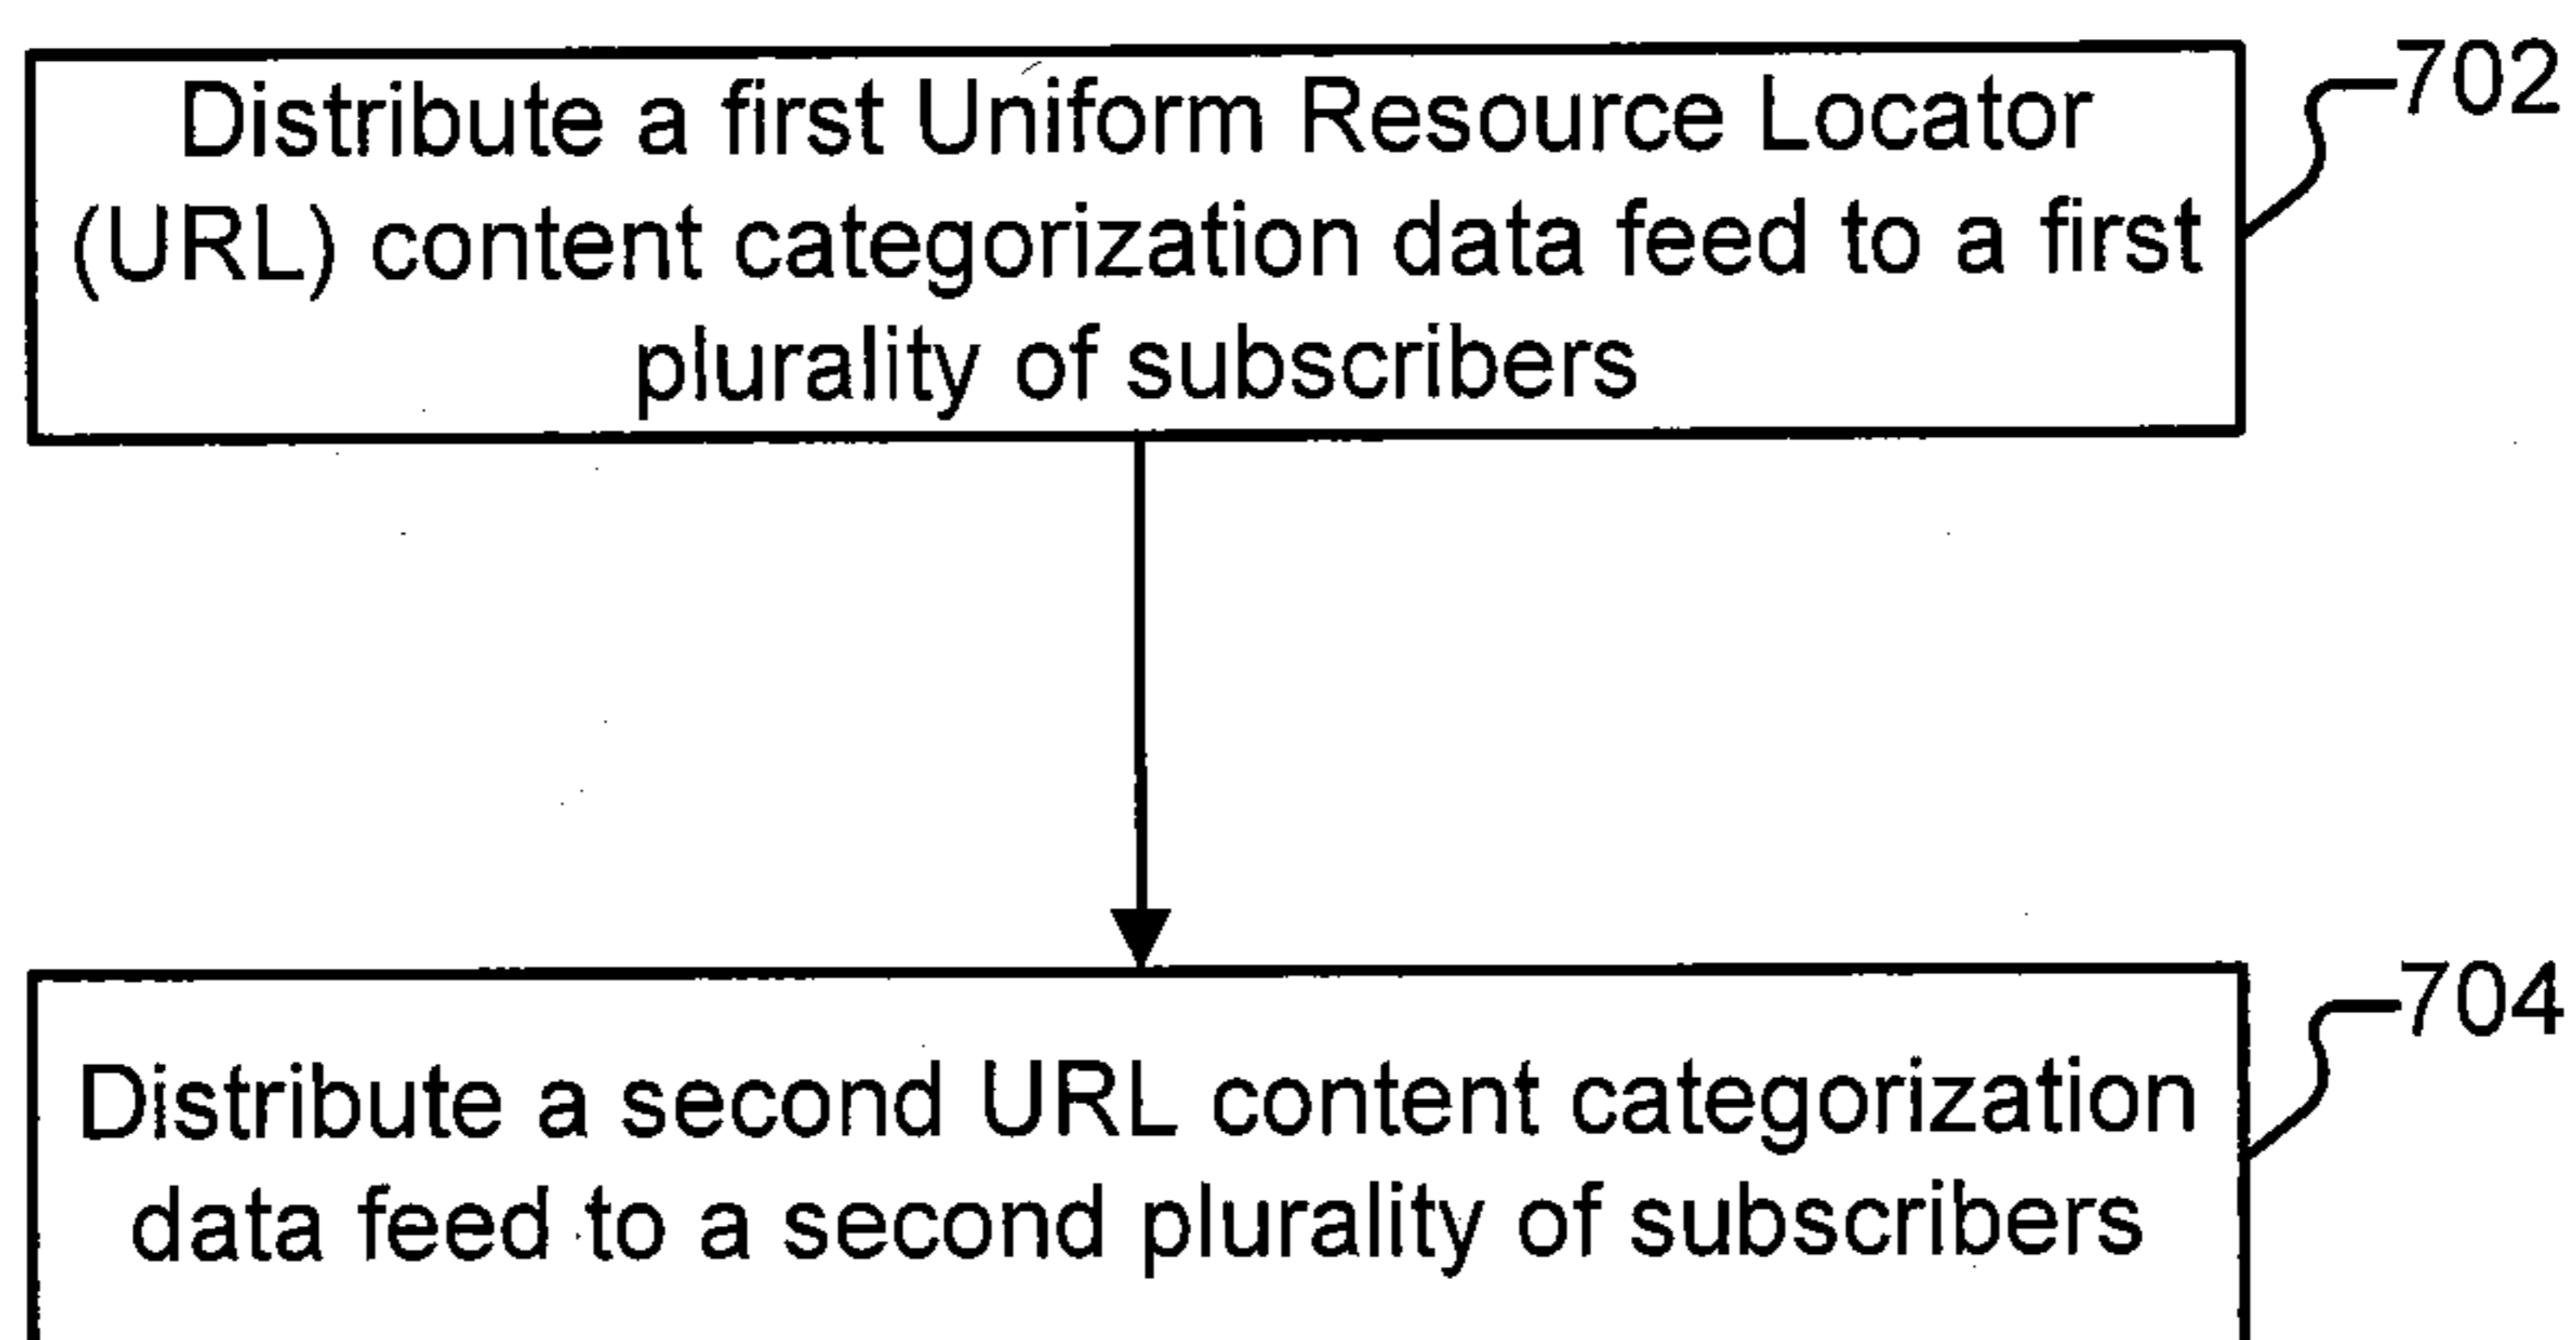 Distribute a first Uniform Resource Locator
(URL) content categorization data feed to a first
plurality of subscribers
702
Distribute a second URL content categorization
data feed to a second plurality of subscribers
704